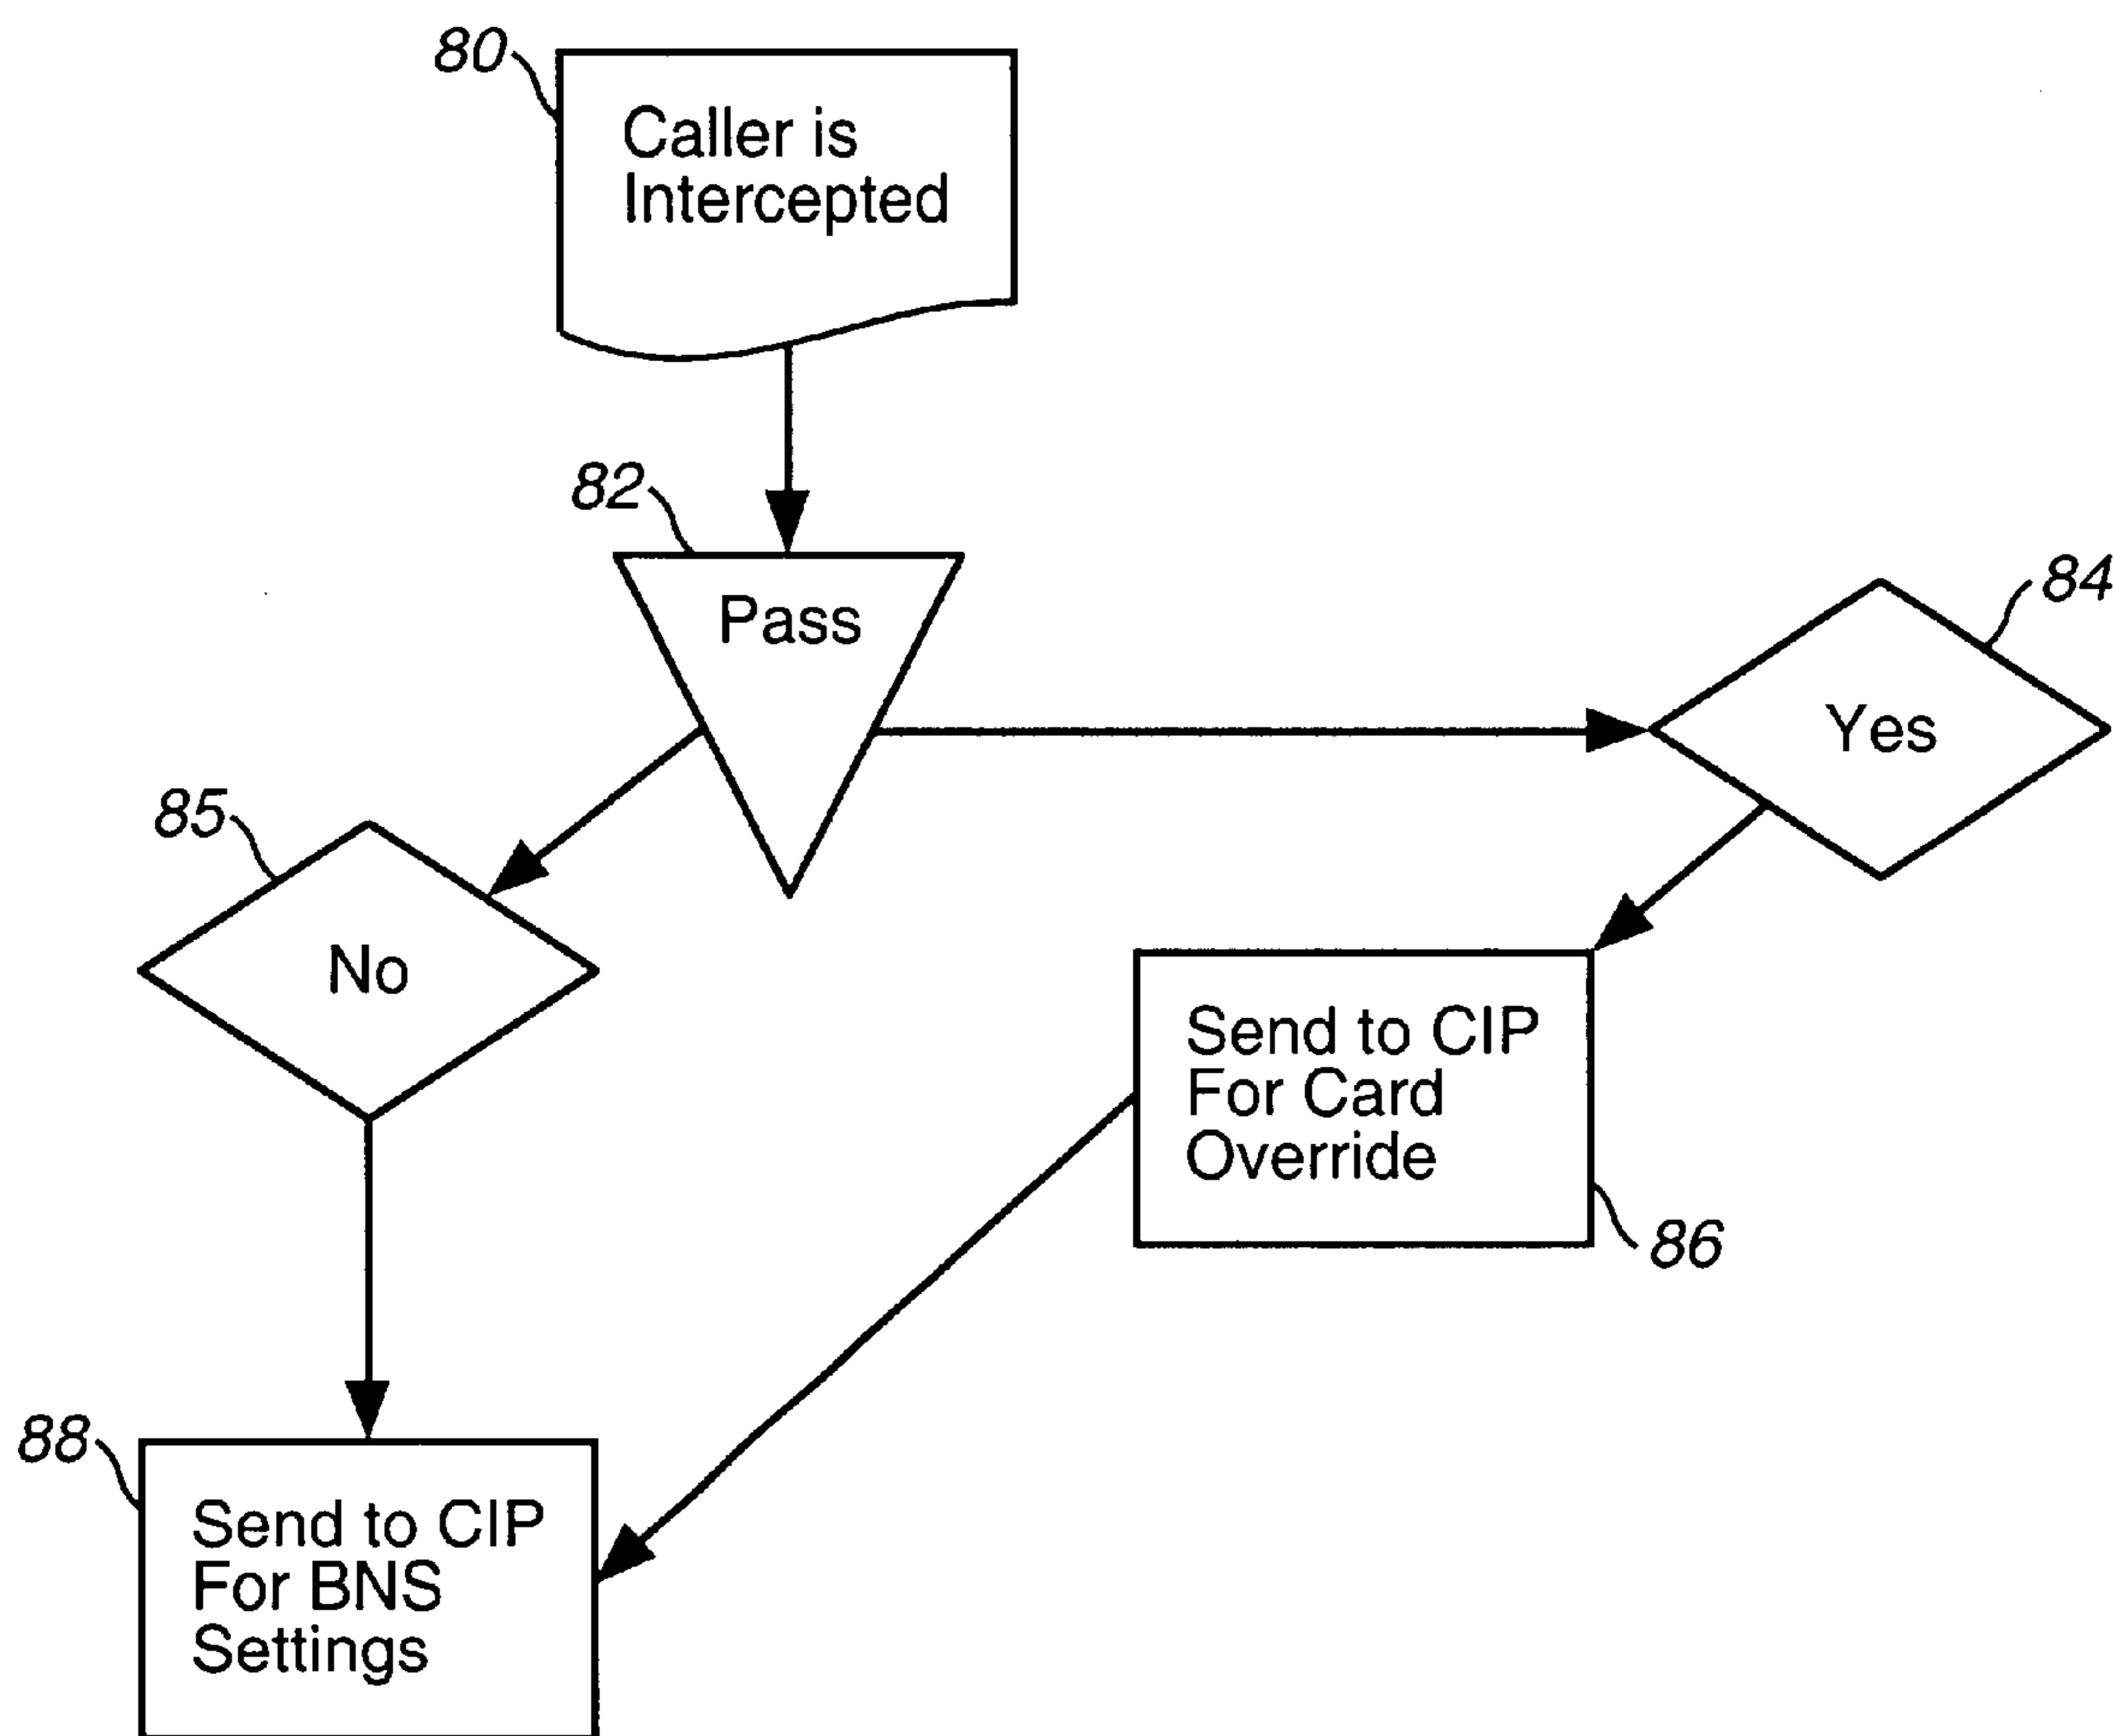 80
Caller is
Intercepted
82
Pass
84
Yes
85
No
Send to CIP
For Card
Override
86
88
Send to CIP
For BNS
Settings